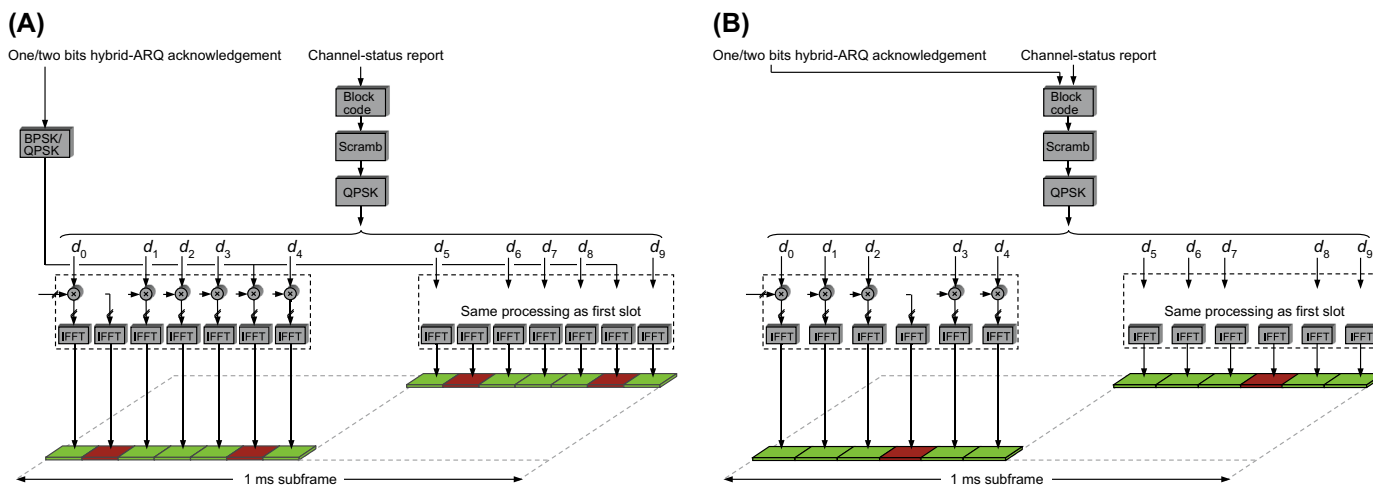 (A)
One/two bits hybrid-ARQ acknowledgement
Channel-status report
Block
code
BPSK/
QPSK
Scramb
QPSK
d0 d1 d2 d3 d4 d5 d6 d7 d8 d9
Same processing as first slot
IFFT IFFT IFFT IFFT IFFT IFFT IFFT IFFT IFFT IFFT IFFT IFFT IFFT IFFT
1 ms subframe
(B)
One/two bits hybrid-ARQ acknowledgement
Channel-status report
Block
code
Scramb
QPSK
d0 d1 d2 d3 d4 d5 d6 d7 d8 d9
Same processing as first slot
IFFT IFFT IFFT IFFT IFFT IFFT IFFT IFFT IFFT IFFT IFFT IFFT
1 ms subframe